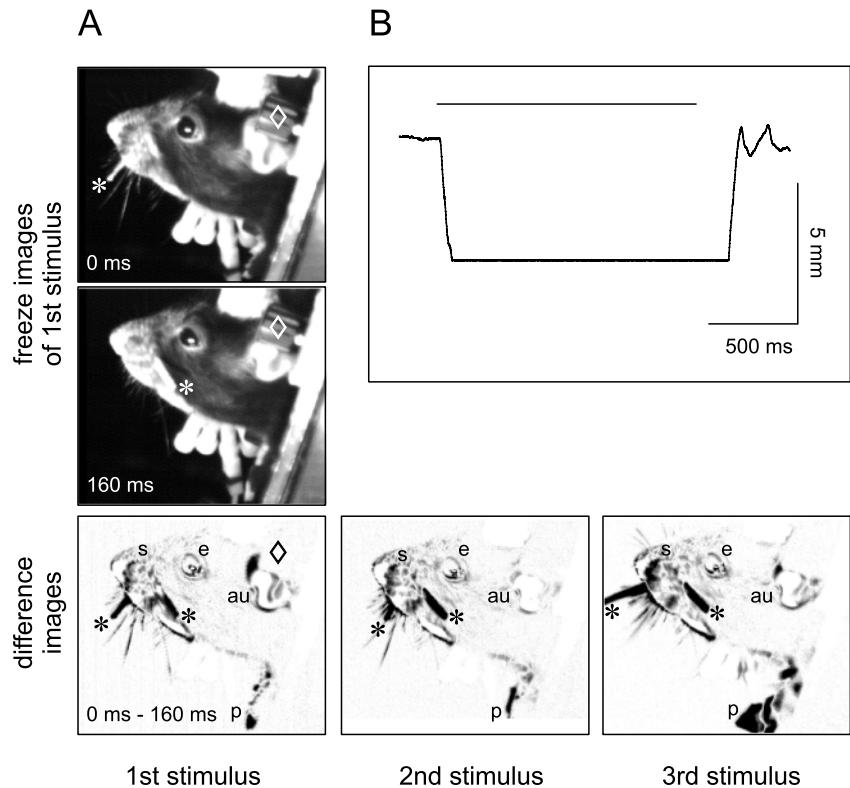 A
B
freeze images
of 1st stimulus
*
0 ms
5 mm
500 ms
*
160 ms
difference
images
s
e
au
*
*
0 ms - 160 ms
p
s
e
au
*
*
p
s
e
au
*
*
p
1st stimulus
2nd stimulus
3rd stimulus